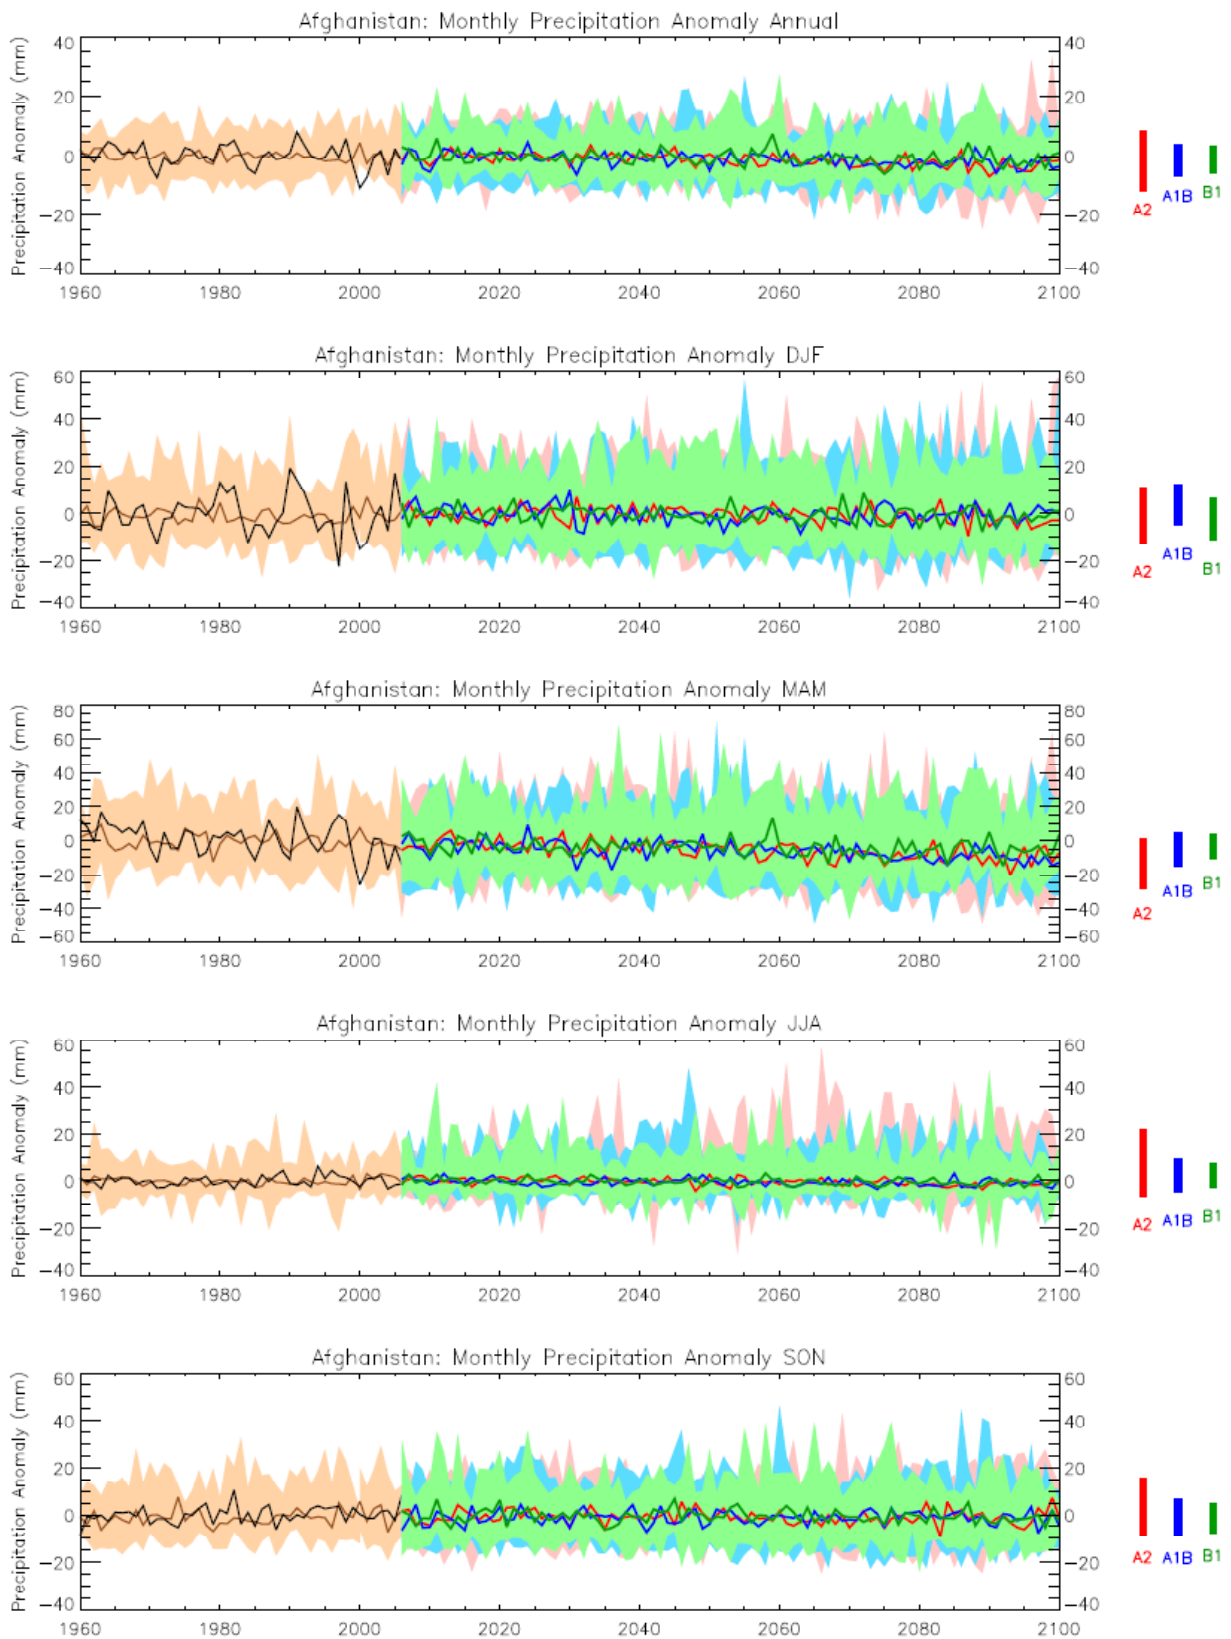 Afghanistan: Monthly Precipitation Anomaly Annual
Precipitation Anomaly (mm)
40 40
20 20
0 0
−20 −20
−40 −40
1960 1980 2000 2020 2040 2060 2080 2100
A2 A1B B1
Afghanistan: Monthly Precipitation Anomaly DJF
Precipitation Anomaly (mm)
60 60
40 40
20 20
0 0
−20 −20
−40 −40
1960 1980 2000 2020 2040 2060 2080 2100
A2 A1B B1
Afghanistan: Monthly Precipitation Anomaly MAM
Precipitation Anomaly (mm)
80 80
60 60
40 40
20 20
0 0
−20 −20
−40 −40
−60 −60
1960 1980 2000 2020 2040 2060 2080 2100
A2 A1B B1
Afghanistan: Monthly Precipitation Anomaly JJA
Precipitation Anomaly (mm)
60 60
40 40
20 20
0 0
−20 −20
−40 −40
1960 1980 2000 2020 2040 2060 2080 2100
A2 A1B B1
Afghanistan: Monthly Precipitation Anomaly SON
Precipitation Anomaly (mm)
60 60
40 40
20 20
0 0
−20 −20
−40 −40
1960 1980 2000 2020 2040 2060 2080 2100
A2 A1B B1